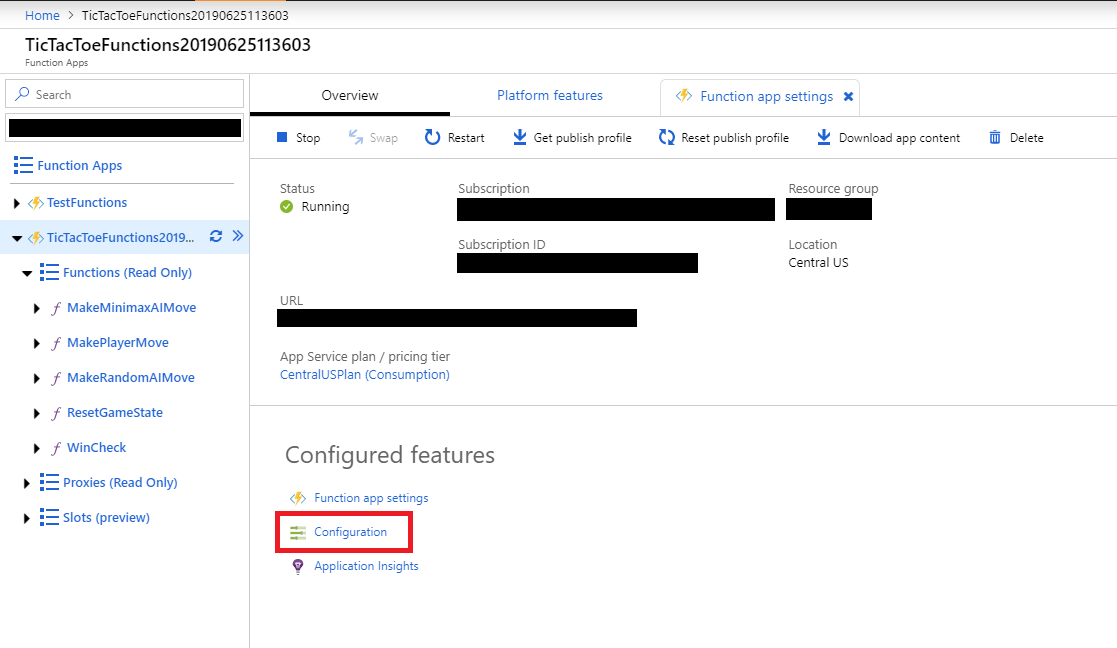 Home > TicTacToeFunctions20190625113603
TicTacToeFunctions20190625113603
Function Apps
Search
Function Apps
TestFunctions
TicTacToeFunctions2019...
Functions (Read Only)
MakeMinimaxAIMove
MakePlayerMove
MakeRandomAIMove
ResetGameState
WinCheck
Proxies (Read Only)
Slots (preview)
Overview Platform features Function app settings
Stop Swap Restart Get publish profile Reset publish profile Download app content Delete
Status Subscription Resource group
Running
Subscription ID Location
Central US
URL
App Service plan / pricing tier
CentralUSPlan (Consumption)
Configured features
Function app settings
Configuration
Application Insights